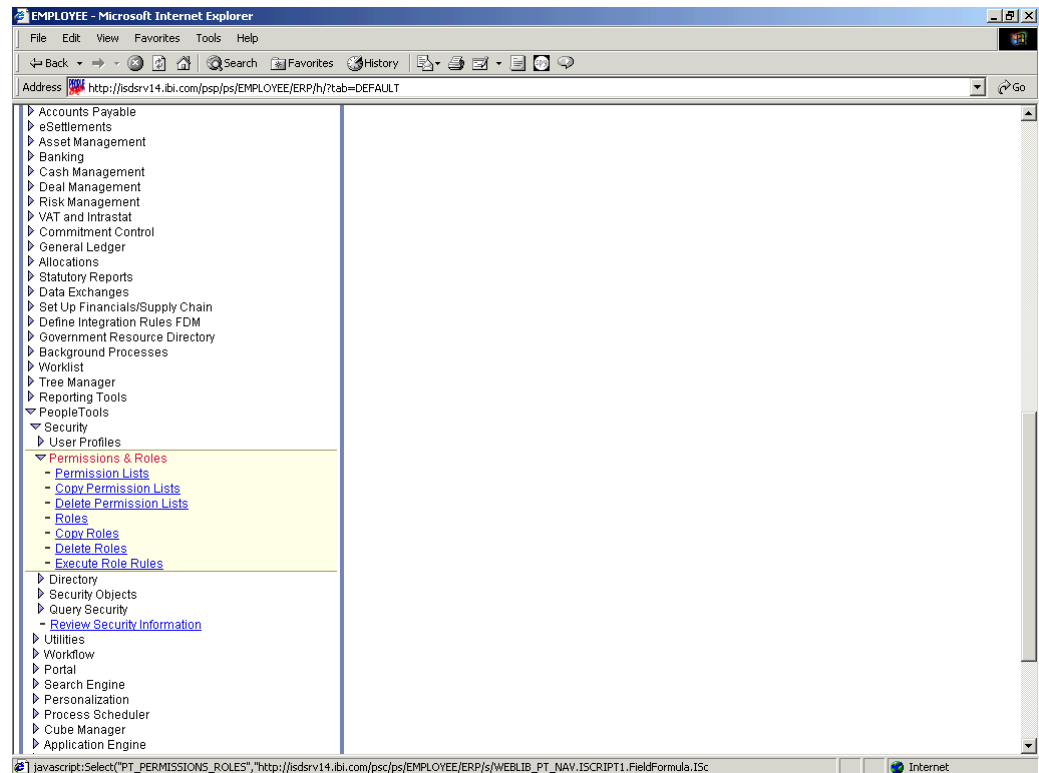 EMPLOYEE - Microsoft Internet Explorer
File Edit View Favorites Tools Help
Back Search Favorites History
Address http://isdsrv14.ibi.com/psp/ps/EMPLOYEE/ERP/h/?tab=DEFAULT Go
Accounts Payable
eSettlements
Asset Management
Banking
Cash Management
Deal Management
Risk Management
VAT and Intrastat
Commitment Control
General Ledger
Allocations
Statutory Reports
Data Exchanges
Set Up Financials/Supply Chain
Define Integration Rules FDM
Government Resource Directory
Background Processes
Worklist
Tree Manager
Reporting Tools
PeopleTools
Security
User Profiles
Permissions & Roles
- Permission Lists
- Copy Permission Lists
- Delete Permission Lists
- Roles
- Copy Roles
- Delete Roles
- Execute Role Rules
Directory
Security Objects
Query Security
- Review Security Information
Utilities
Workflow
Portal
Search Engine
Personalization
Process Scheduler
Cube Manager
Application Engine
javascript:Select("PT_PERMISSIONS_ROLES","http://isdsrv14.ibi.com/psc/ps/EMPLOYEE/ERP/s/WEBLIB_PT_NAV.ISCRIPT1.FieldFormula.ISc Internet